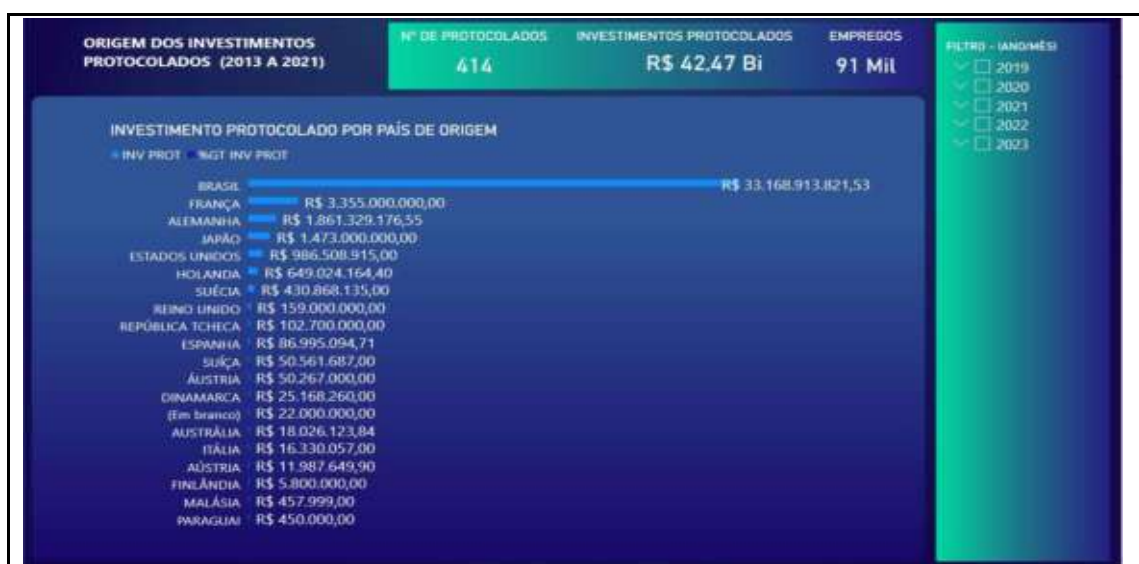 ORIGEM DOS INVESTIMENTOS
PROTOCOLADOS (2013 A 2021)
Nº DE PROTOCOLADOS
414
INVESTIMENTOS PROTOCOLADOS
R$ 42,47 Bi
EMPREGOS
91 Mil
FILTRO - (ANO/MÊS)
2019
2020
2021
2022
2023
INVESTIMENTO PROTOCOLADO POR PAÍS DE ORIGEM
INV PROT %GT INV PROT
BRASIL R$ 33.168.913.821,53
FRANÇA R$ 3.355.000.000,00
ALEMANHA R$ 1.861.329.176,55
JAPÃO R$ 1.473.000.000,00
ESTADOS UNIDOS R$ 986.508.915,00
HOLANDA R$ 649.024.164,40
SUÉCIA R$ 430.868.135,00
REINO UNIDO R$ 159.000.000,00
REPÚBLICA TCHECA R$ 102.700.000,00
ESPANHA R$ 86.995.094,71
SUÍÇA R$ 50.561.687,00
ÁUSTRIA R$ 50.267.000,00
DINAMARCA R$ 25.168.260,00
(Em branco) R$ 22.000.000,00
AUSTRÁLIA R$ 18.026.123,84
ITÁLIA R$ 16.330.057,00
AÚSTRIA R$ 11.987.649,90
FINLÂNDIA R$ 5.800.000,00
MALÁSIA R$ 457.999,00
PARAGUAI R$ 450.000,00